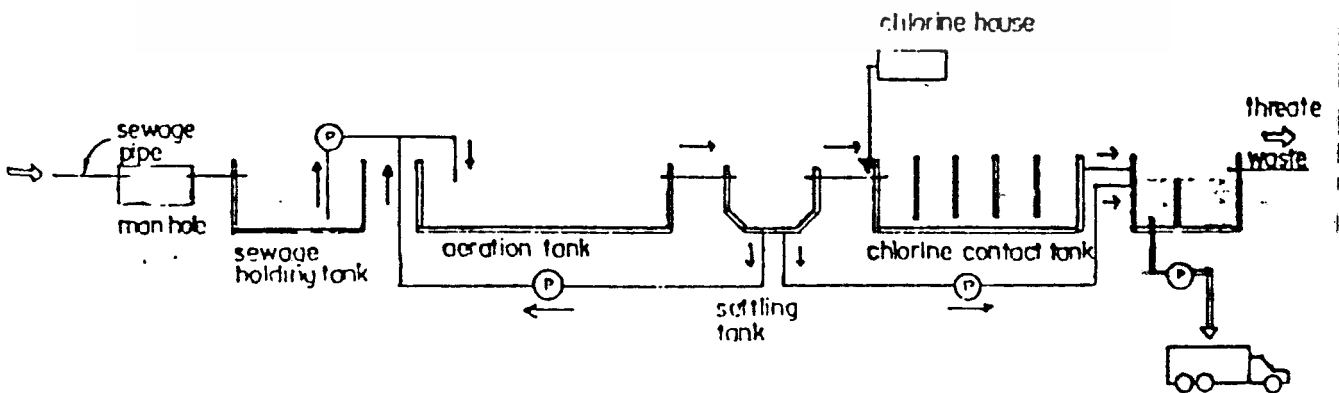 chlorine house
sewage
pipe
man hole
sewage
holding tank
P
aeration tank
P
settling
tank
chlorine contact tank
P
P
threate
waste